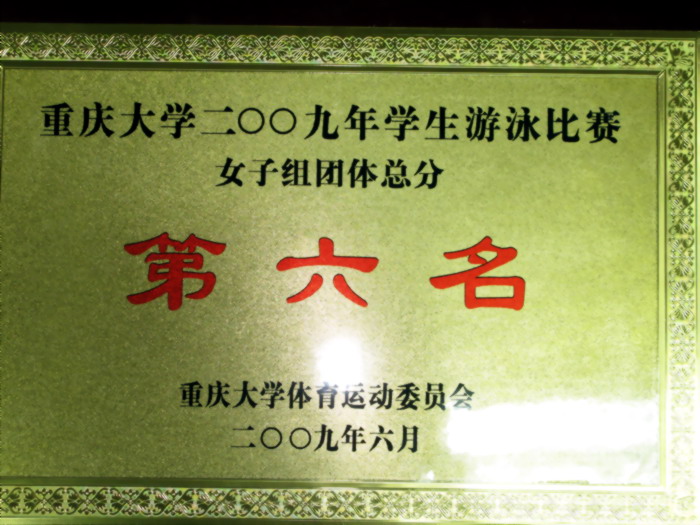 重庆大学二〇〇九年学生游泳比赛
女子组团体总分
第六名
重庆大学体育运动委员会
二〇〇九年六月